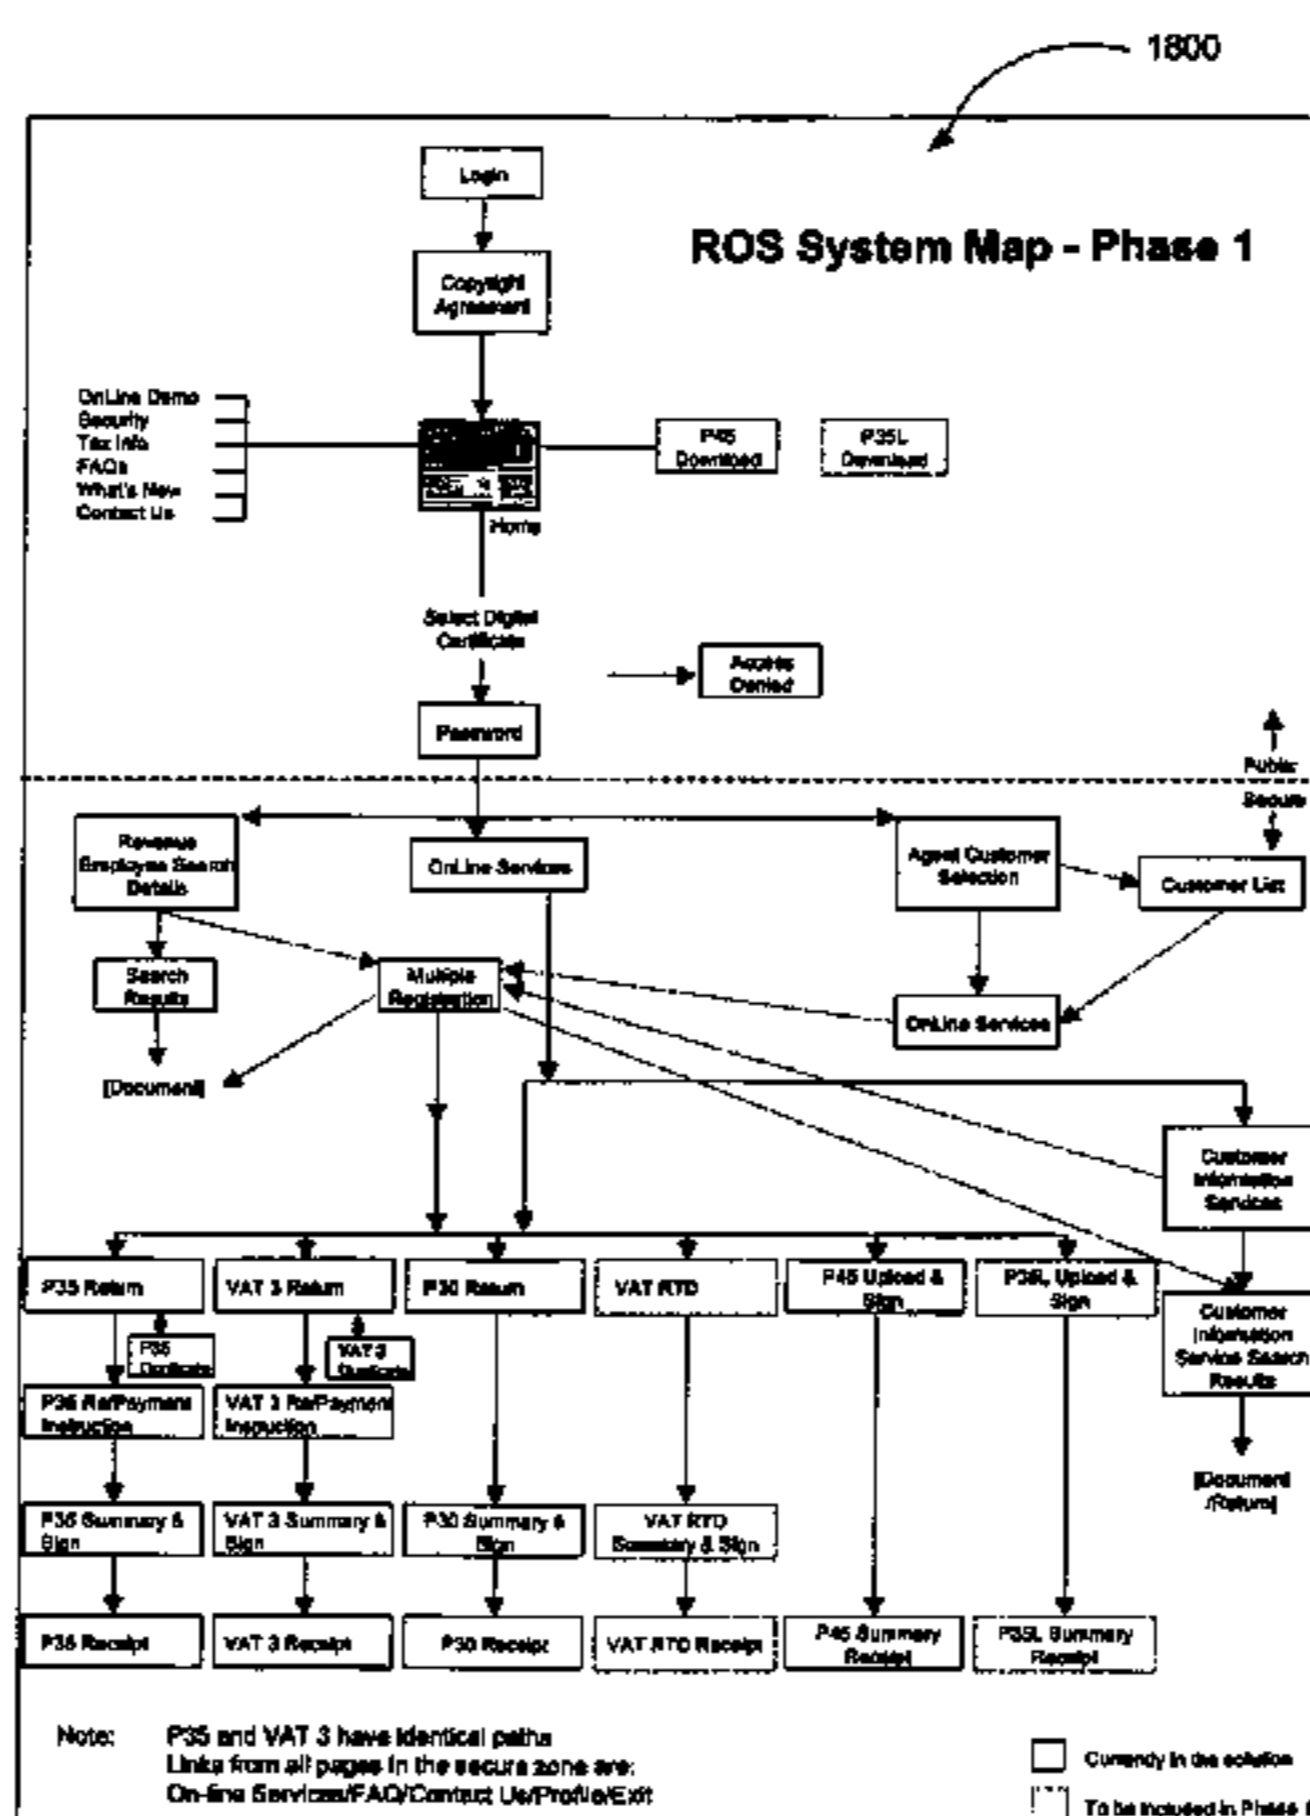 1800
Login
ROS System Map - Phase 1
Copyright
Agreement
OnLine Demo
Security
Tax Info
FAQs
What's New
Contact Us
P45
Download
P35L
Download
Home
Select Digital
Certificate
Access
Denied
Password
Public
Secure
Revenue
Employee Search
Details
OnLine Services
Agent Customer
Selection
Customer List
Search
Results
Multiple
Registration
OnLine Services
[Document]
Customer
Information
Services
P35 Return
VAT 3 Return
P30 Return
VAT RTD
P45 Upload &
Sign
P35L Upload &
Sign
P35
Duplicate
VAT 3
Duplicate
Customer
Information
Service Search
Results
P35 Re/Payment
Instruction
VAT 3 Re/Payment
Instruction
[Document
/Return]
P35 Summary &
Sign
VAT 3 Summary &
Sign
P30 Summary &
Sign
VAT RTD
Summary & Sign
P35 Receipt
VAT 3 Receipt
P30 Receipt
VAT RTD Receipt
P45 Summary
Receipt
P35L Summary
Receipt
Note: P35 and VAT 3 have identical paths
Links from all pages in the secure zone are:
On-line Services/FAQ/Contact Us/Profile/Exit
Currently in the solution
To be included in Phase